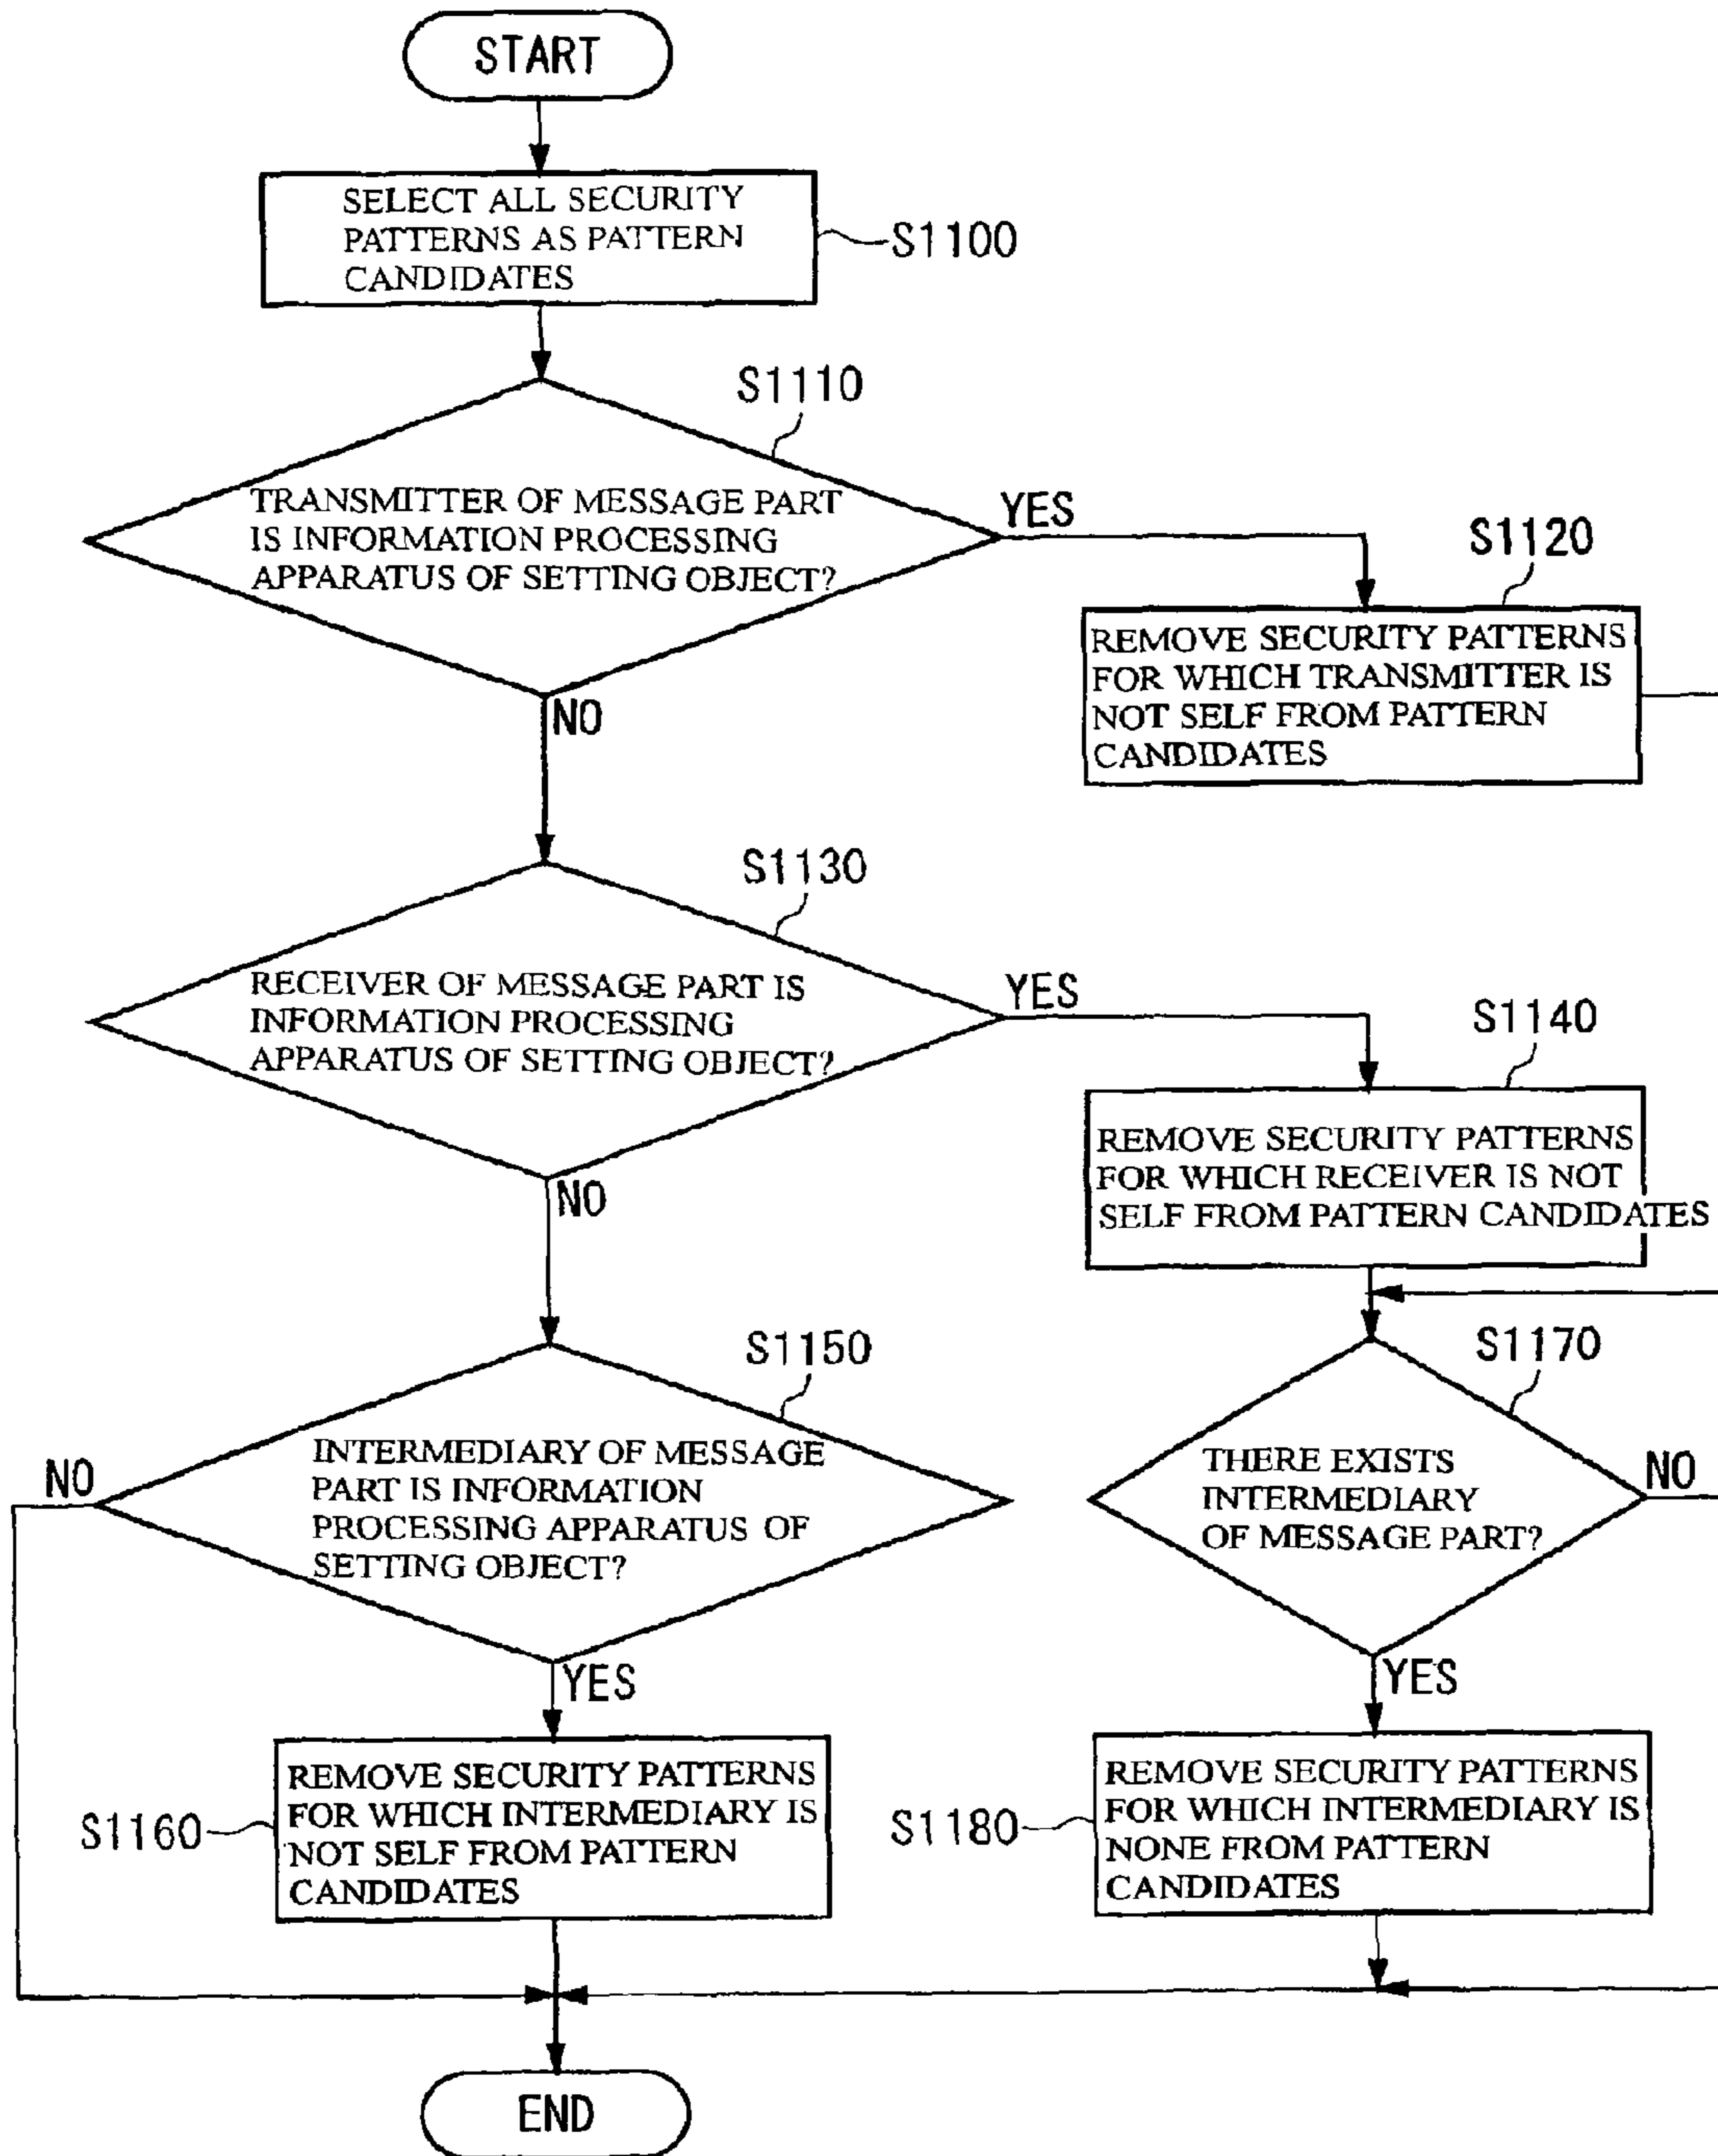 START
SELECT ALL SECURITY
PATTERNS AS PATTERN
CANDIDATES
S1100
S1110
TRANSMITTER OF MESSAGE PART
IS INFORMATION PROCESSING
APPARATUS OF SETTING OBJECT?
YES
NO
S1120
REMOVE SECURITY PATTERNS
FOR WHICH TRANSMITTER IS
NOT SELF FROM PATTERN
CANDIDATES
S1130
RECEIVER OF MESSAGE PART IS
INFORMATION PROCESSING
APPARATUS OF SETTING OBJECT?
YES
NO
S1140
REMOVE SECURITY PATTERNS
FOR WHICH RECEIVER IS NOT
SELF FROM PATTERN CANDIDATES
S1150
INTERMEDIARY OF MESSAGE
PART IS INFORMATION
PROCESSING APPARATUS OF
SETTING OBJECT?
NO
YES
S1170
THERE EXISTS
INTERMEDIARY
OF MESSAGE PART?
NO
YES
S1160
REMOVE SECURITY PATTERNS
FOR WHICH INTERMEDIARY IS
NOT SELF FROM PATTERN
CANDIDATES
S1180
REMOVE SECURITY PATTERNS
FOR WHICH INTERMEDIARY IS
NONE FROM PATTERN
CANDIDATES
END